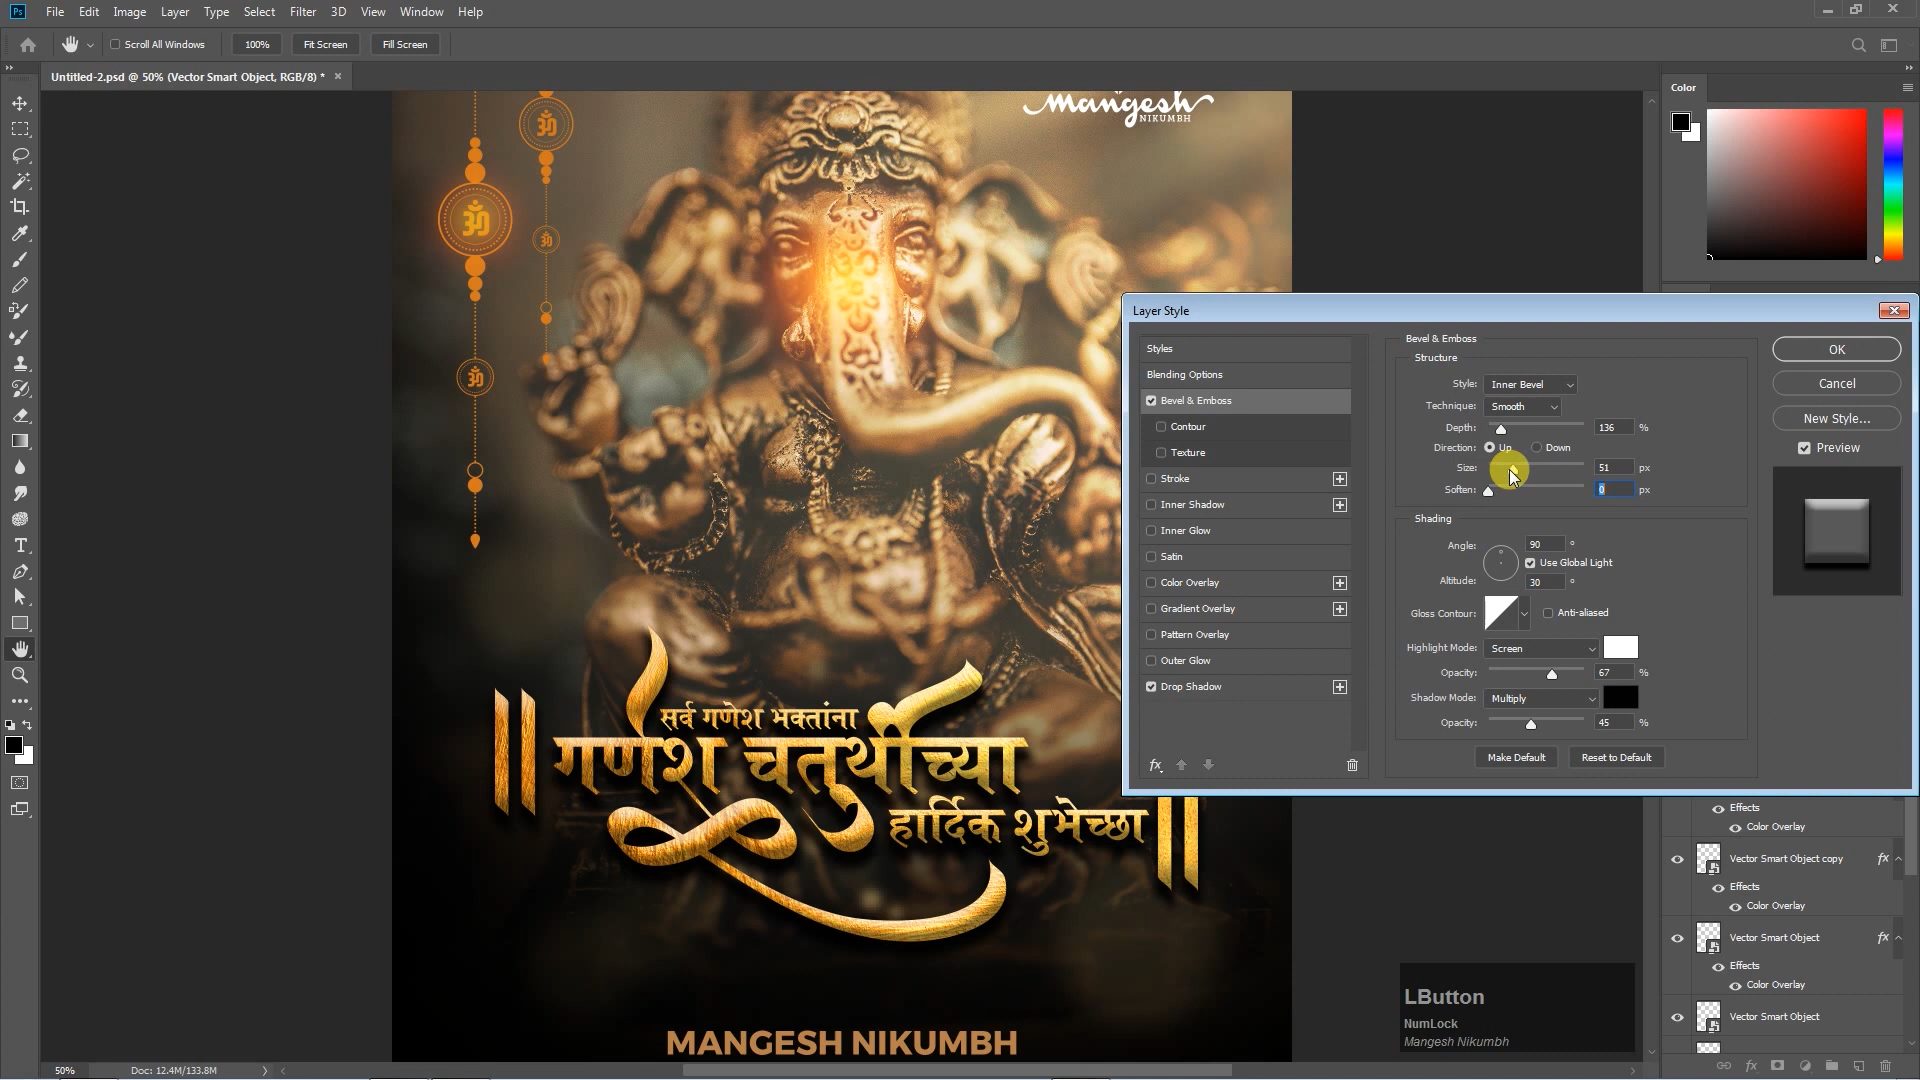 Ps File Edit Image Layer Type Select Filter 3D View Window Help
Scroll All Windows 100% Fit Screen Fill Screen
Untitled-2.psd @ 50% (Vector Smart Object, RGB/8) * ×
Color
Mangesh
NIKUMBH
ॐ
ॐ
ॐ
ॐ
ॐ
सर्व गणेश भक्तांना
गणेश चतुर्थीच्या
हार्दिक शुभेच्छा
MANGESH NIKUMBH
Layer Style
Styles
Blending Options
Bevel & Emboss
Contour
Texture
Stroke
Inner Shadow
Inner Glow
Satin
Color Overlay
Gradient Overlay
Pattern Overlay
Outer Glow
Drop Shadow
fx
Bevel & Emboss
Structure
Style: Inner Bevel
Technique: Smooth
Depth: 136 %
Direction: Up Down
Size: 51 px
Soften: 0 px
Shading
Angle: 90 °
Use Global Light
Altitude: 30 °
Gloss Contour: Anti-aliased
Highlight Mode: Screen
Opacity: 67 %
Shadow Mode: Multiply
Opacity: 45 %
Make Default Reset to Default
OK
Cancel
New Style...
Preview
Effects
Color Overlay
Vector Smart Object copy fx
Effects
Color Overlay
Vector Smart Object fx
Effects
Color Overlay
Vector Smart Object
fx
LButton
NumLock
Mangesh Nikumbh
50% Doc: 12.4M/133.8M